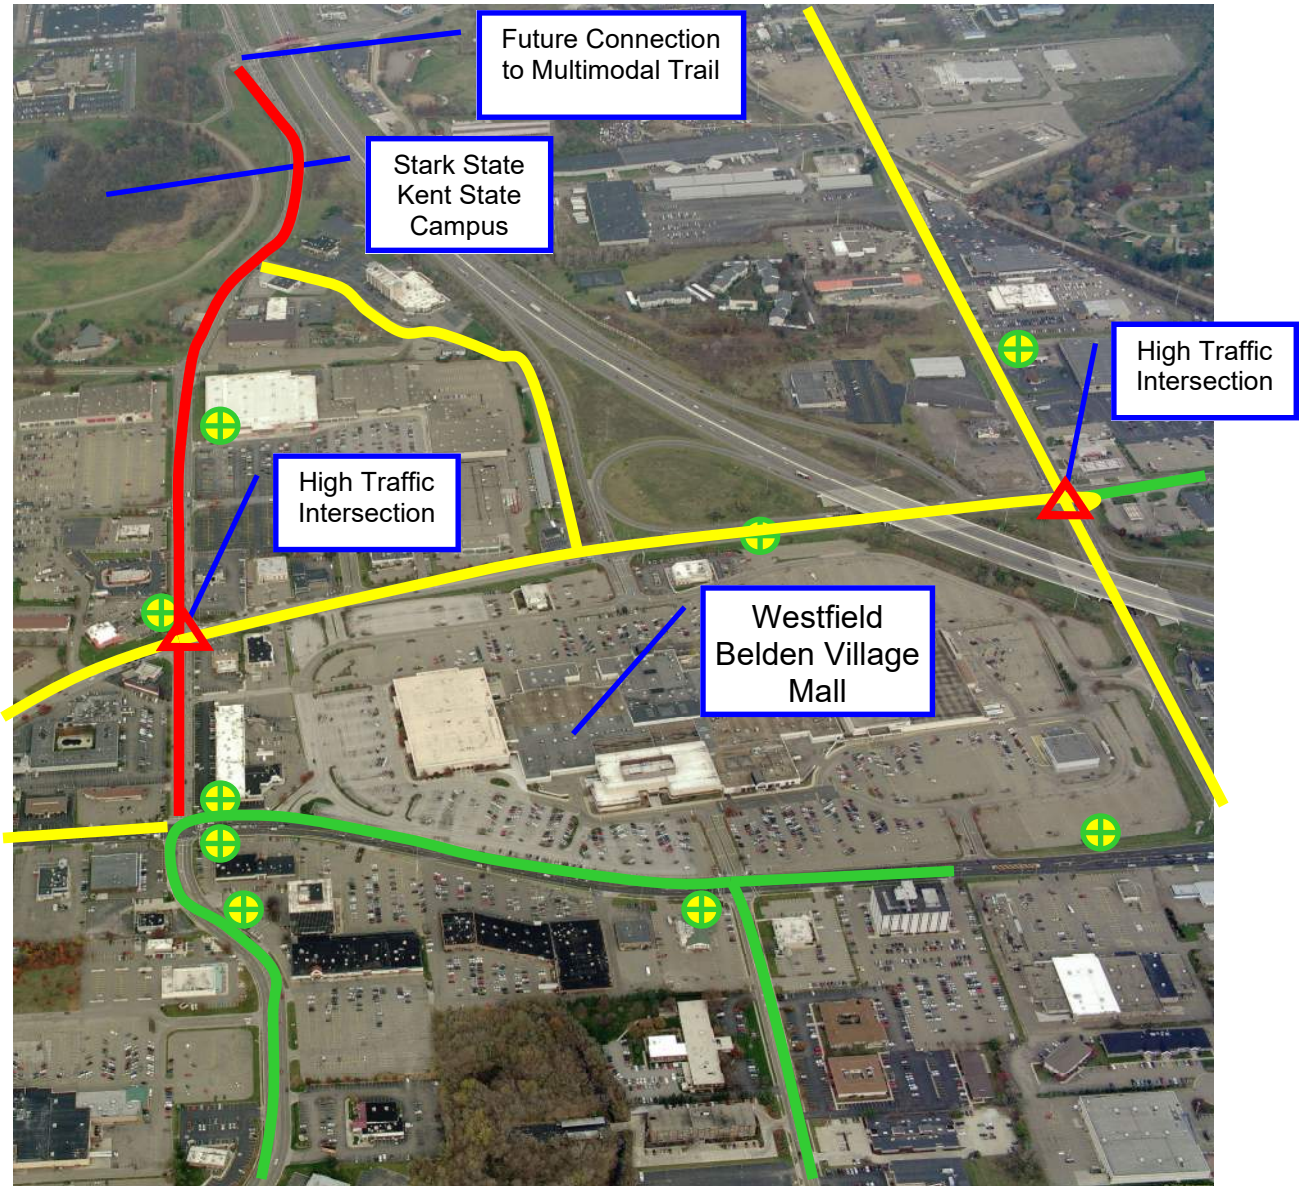 Future Connection
to Multimodal Trail
Stark State
Kent State
Campus
High Traffic
Intersection
High Traffic
Intersection
Westfield
Belden Village
Mall